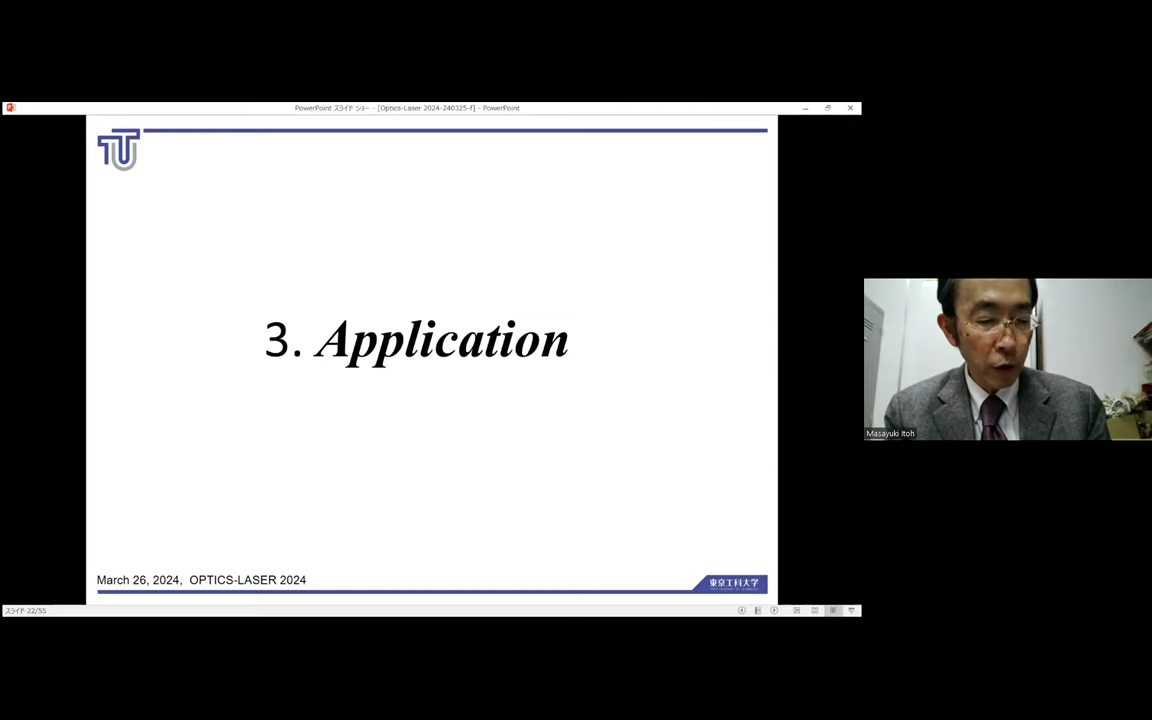 PowerPoint スライド ショー - [Optics-Laser 2024-240325-f] - PowerPoint
3. Application
Masayuki Itoh
March 26, 2024, OPTICS-LASER 2024
東京工科大学
スライド 22/55